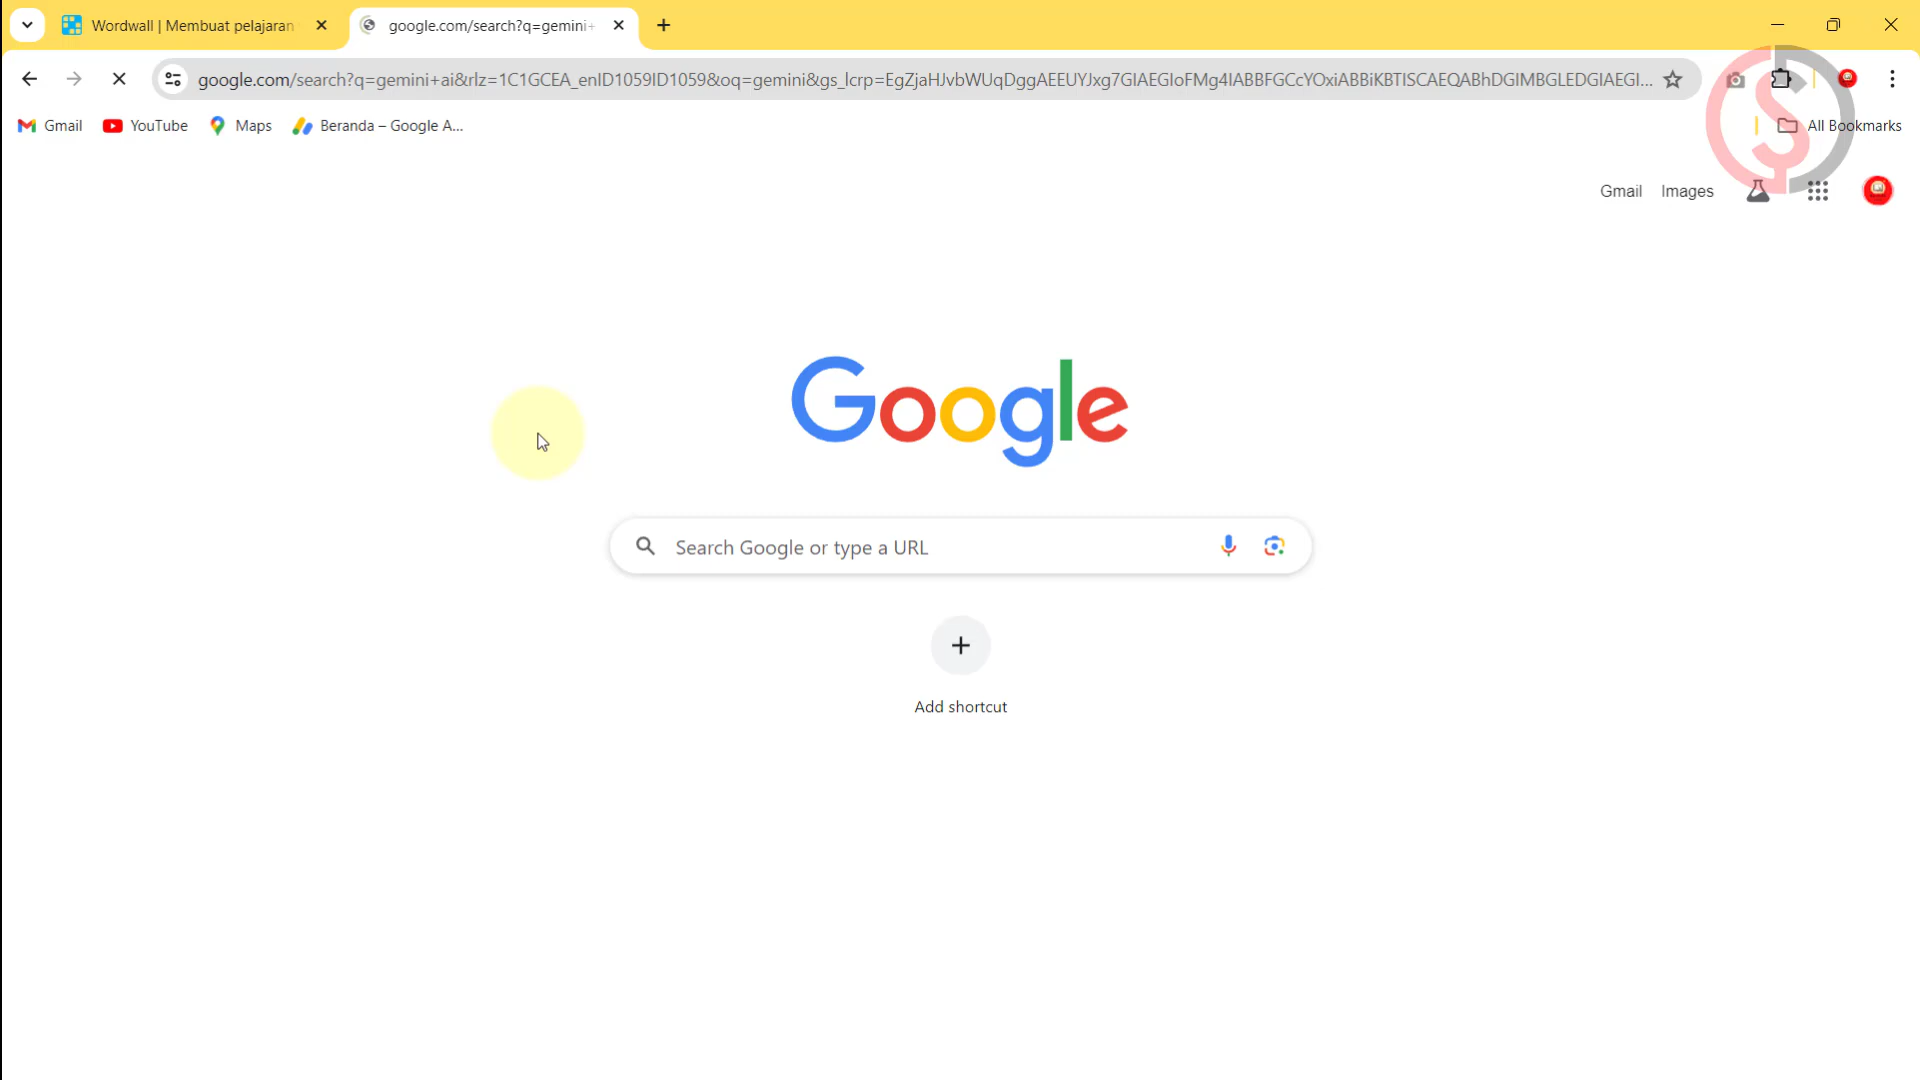 Wordwall | Membuat pelajaran
google.com/search?q=gemini+
google.com/search?q=gemini+ai&rlz=1C1GCEA_enID1059ID1059&oq=gemini&gs_lcrp=EgZjaHJvbWUqDggAEEUYJxg7GIAEGIoFMg4IABBFGCcYOxiABBiKBTISCAEQABhDGIMBGLEDGIAEGI...
Gmail
YouTube
Maps
Beranda – Google A...
All Bookmarks
Gmail
Images
Google
Search Google or type a URL
Add shortcut